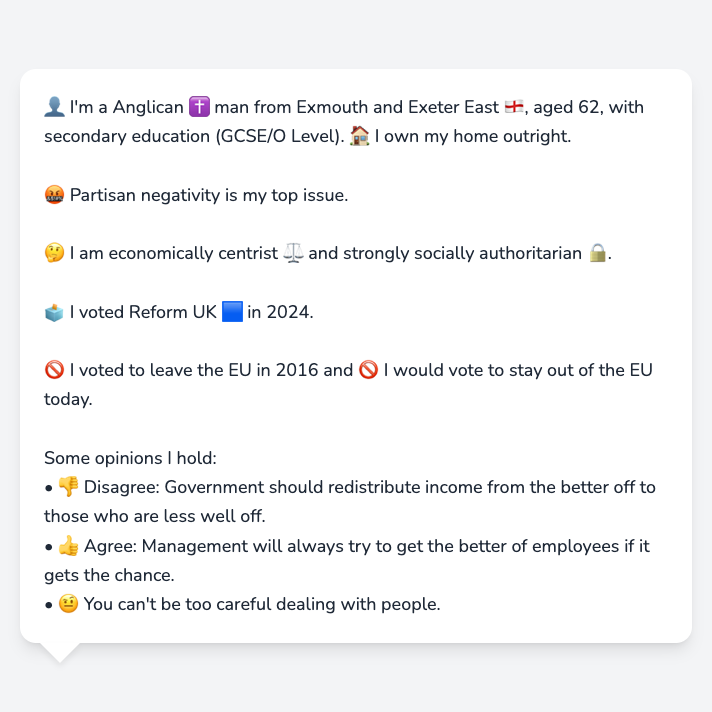 👤 I'm a Anglican ✝️ man from Exmouth and Exeter East 🏴󠁧󠁢󠁥󠁮󠁧󠁿, aged 62, with
secondary education (GCSE/O Level). 🏠 I own my home outright.
🤬 Partisan negativity is my top issue.
🤔 I am economically centrist ⚖️ and strongly socially authoritarian 🔒.
🗳️ I voted Reform UK 🟦 in 2024.
🚫 I voted to leave the EU in 2016 and 🚫 I would vote to stay out of the EU
today.
Some opinions I hold:
• 👎 Disagree: Government should redistribute income from the better off to
those who are less well off.
• 👍 Agree: Management will always try to get the better of employees if it
gets the chance.
• 🤨 You can't be too careful dealing with people.